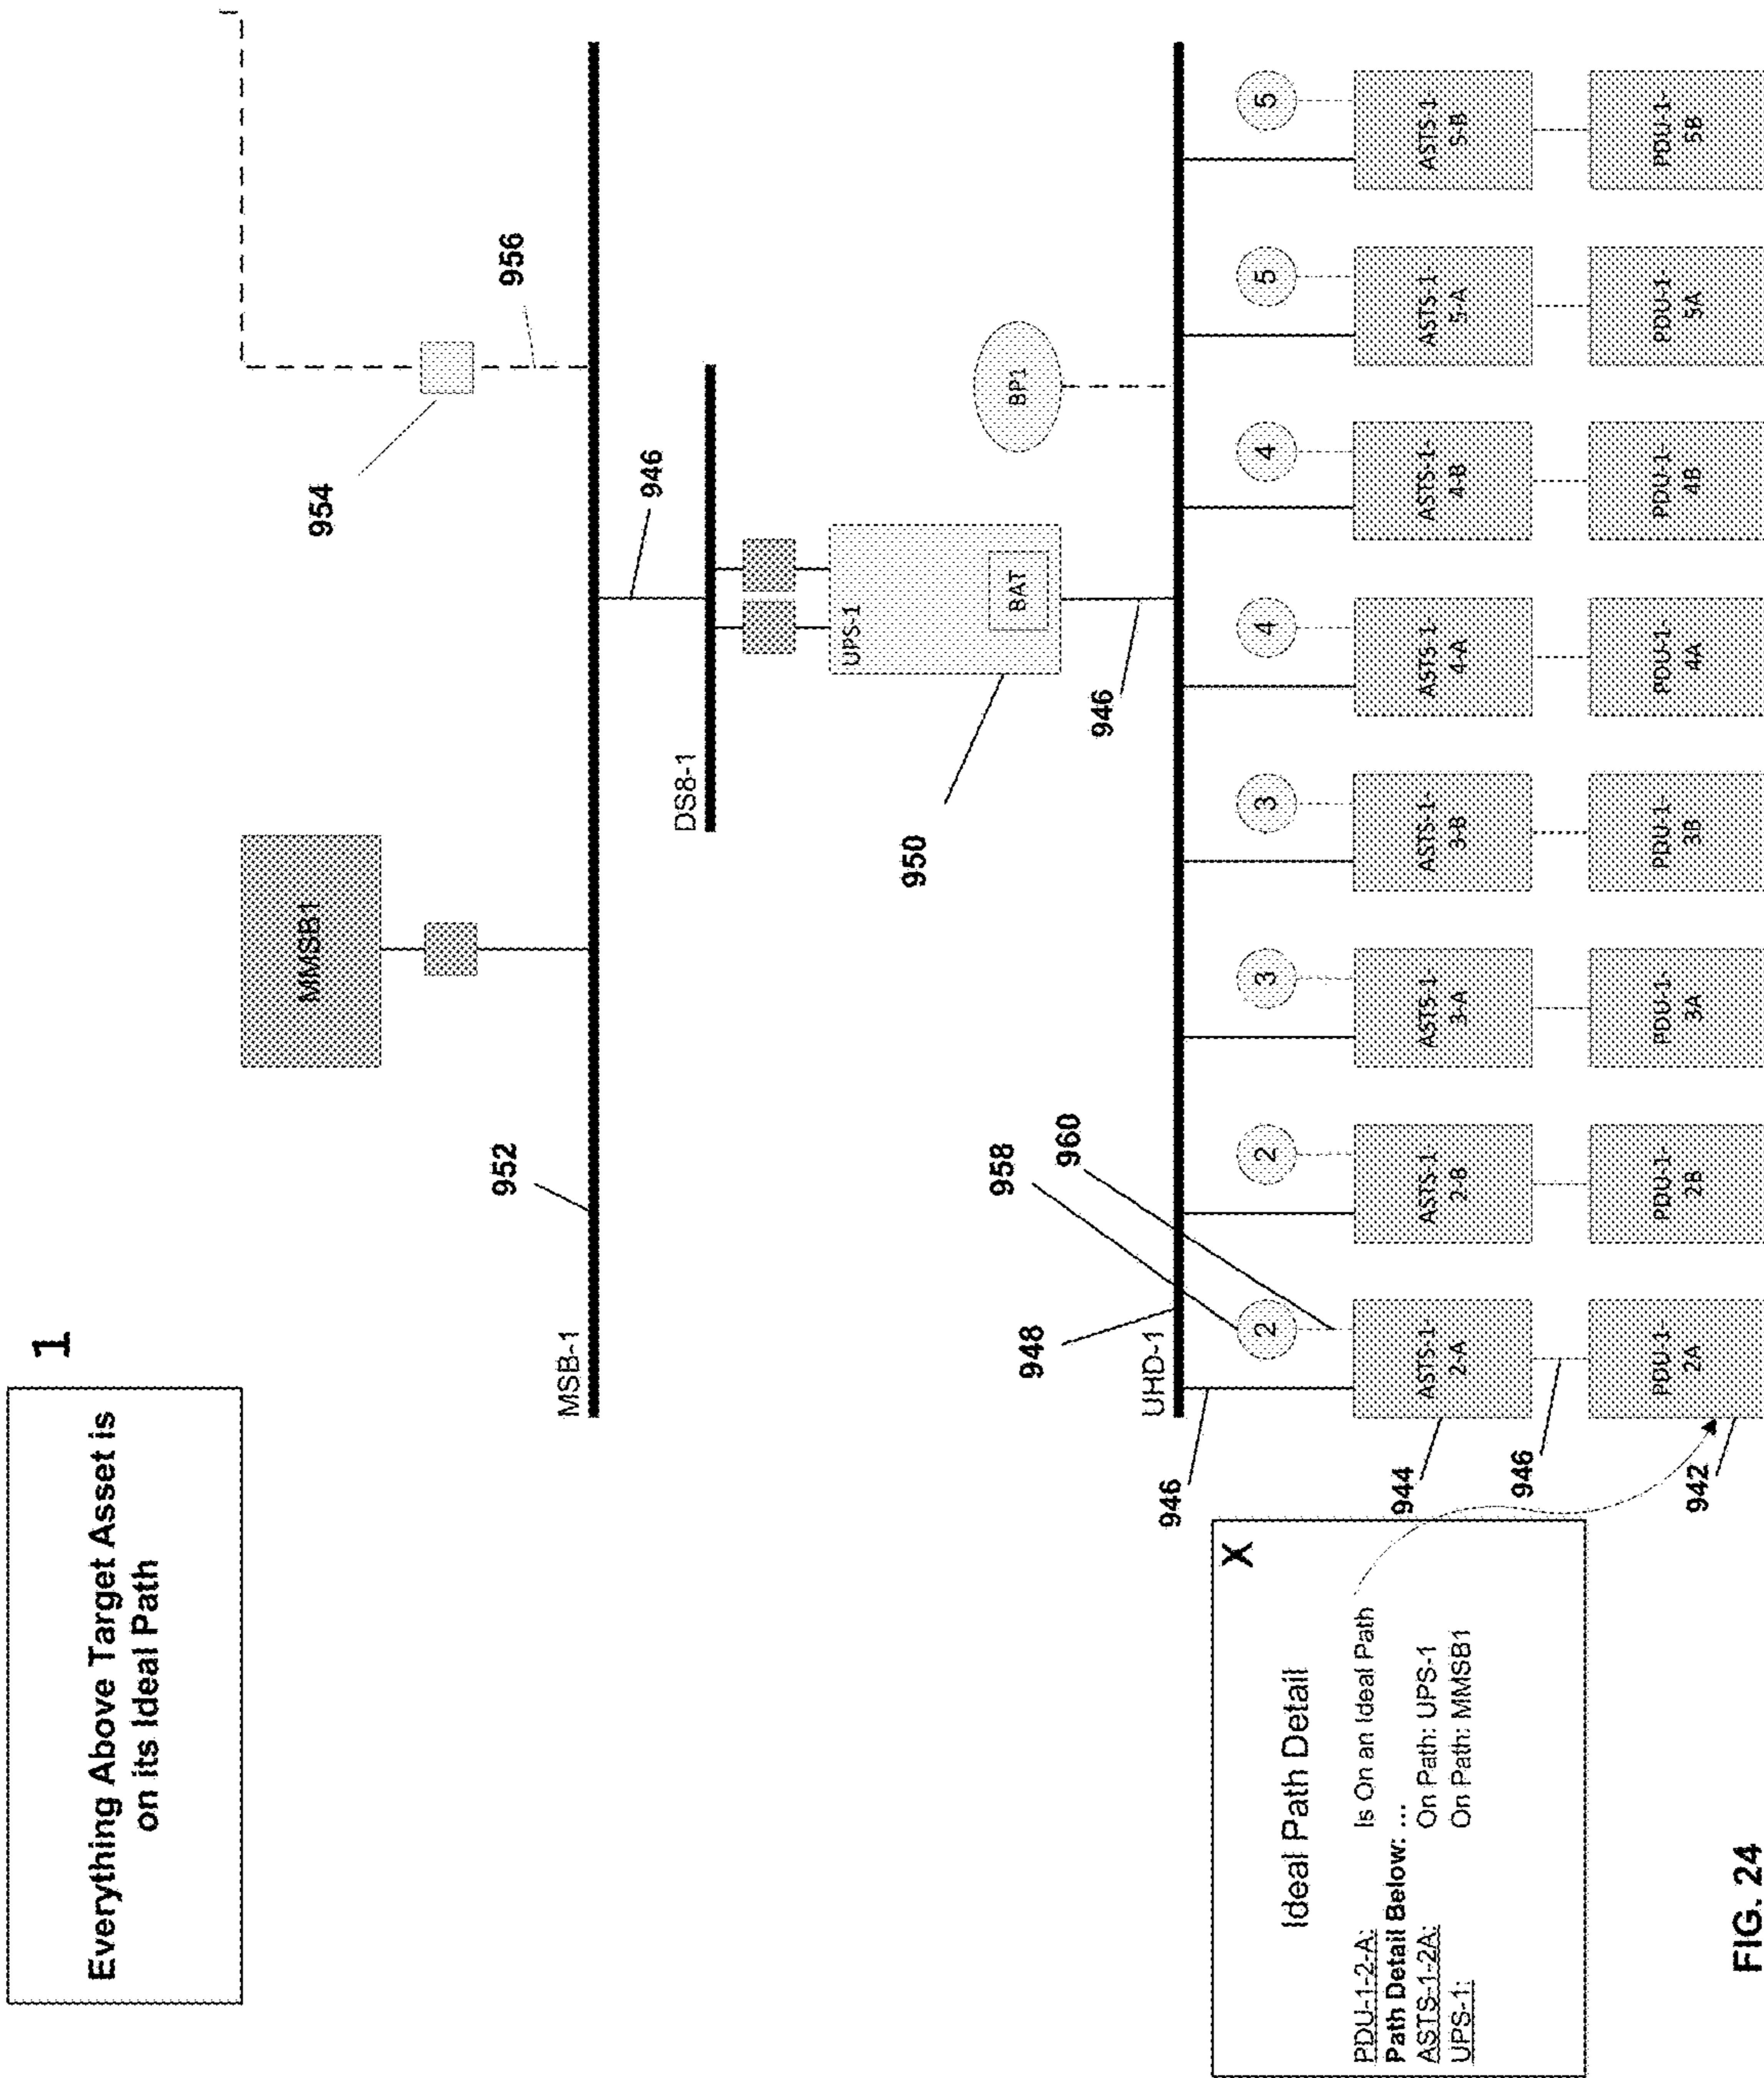 Everything Above Target Asset is
on its Ideal Path
1
MMSB1
954
956
952
MSB-1
946
DS8-1
UPS-1
BAT
950
BP1
946
958
960
948
UHD-1
946
2
2
3
3
4
4
5
5
ASTS-1-
2-A
ASTS-1
2-B
ASTS-1
3-A
ASTS-1-
3-B
ASTS-1
4-A
ASTS-1-
4-B
ASTS-1
5-A
ASTS-1-
5-B
944
946
PDU-1-
2A
PDU-1-
2B
PDU-1-
3A
PDU-1-
3B
PDU-1-
4A
PDU-1-
4B
PDU-1-
5A
PDU-1-
5B
942
X
Ideal Path Detail
PDU-1-2-A: Is On an Ideal Path
Path Detail Below: ...
ASTS-1-2A: On Path: UPS-1
UPS-1: On Path: MMSB1
FIG. 24